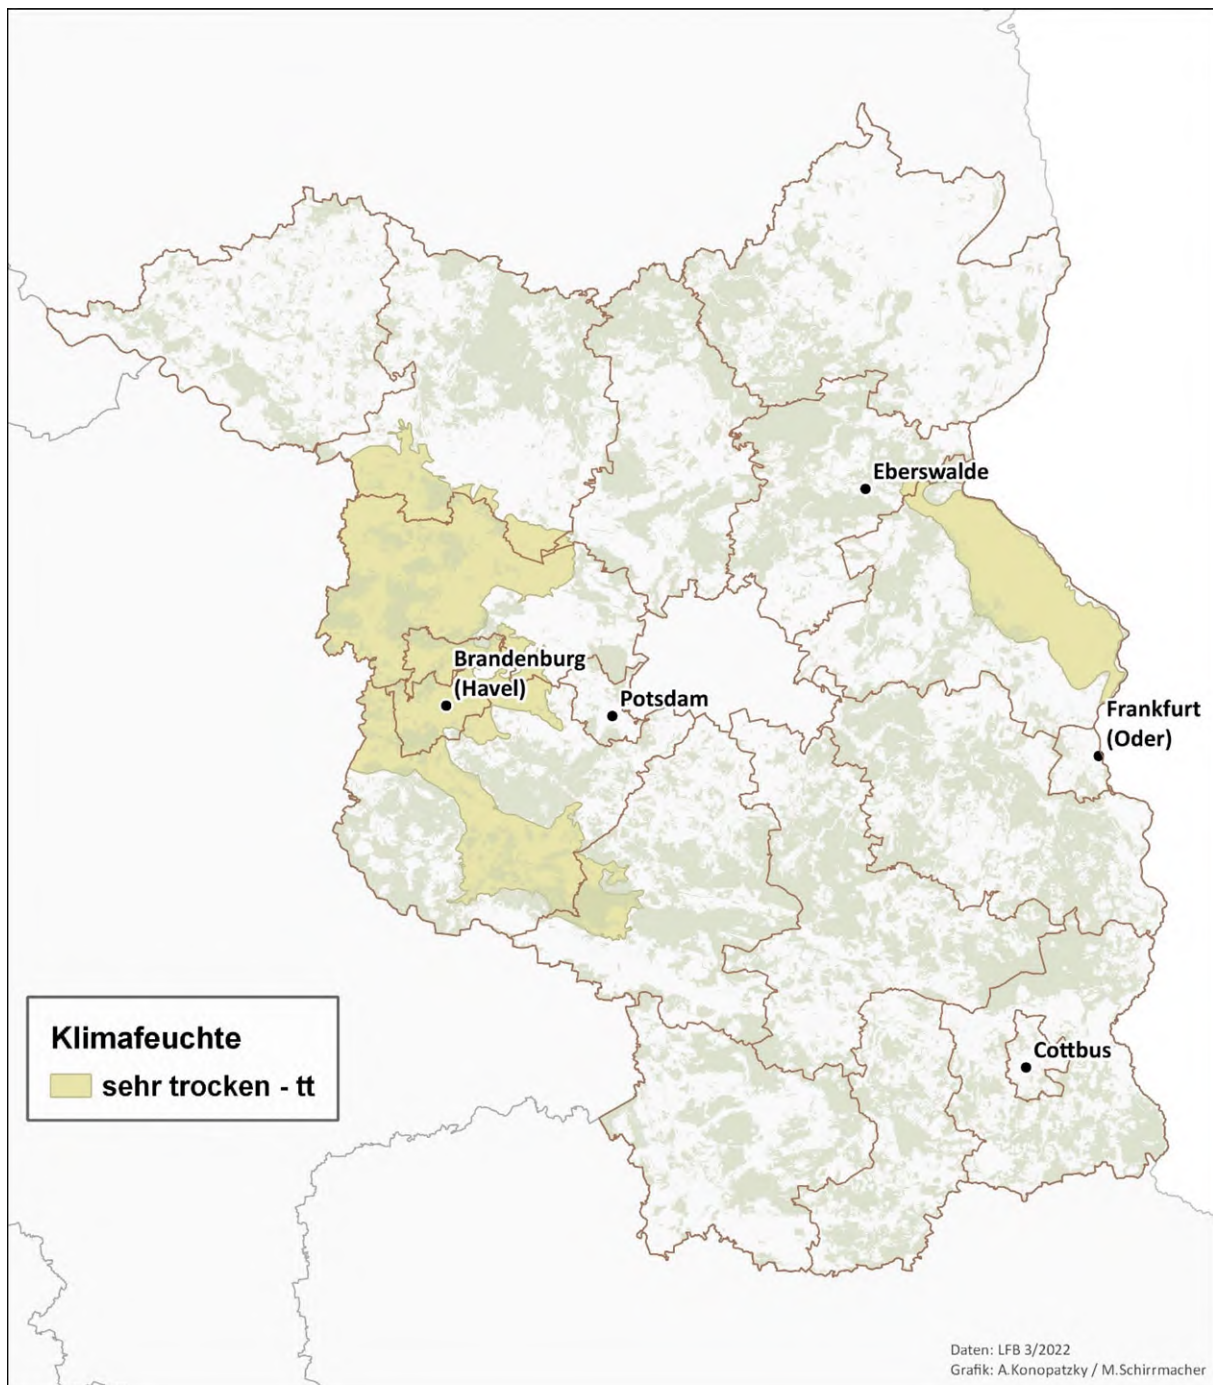 Eberswalde
Brandenburg
(Havel)
Potsdam
Frankfurt
(Oder)
Cottbus
Klimafeuchte
sehr trocken - tt
Daten: LFB 3/2022
Grafik: A.Konopatzky / M.Schirrmacher